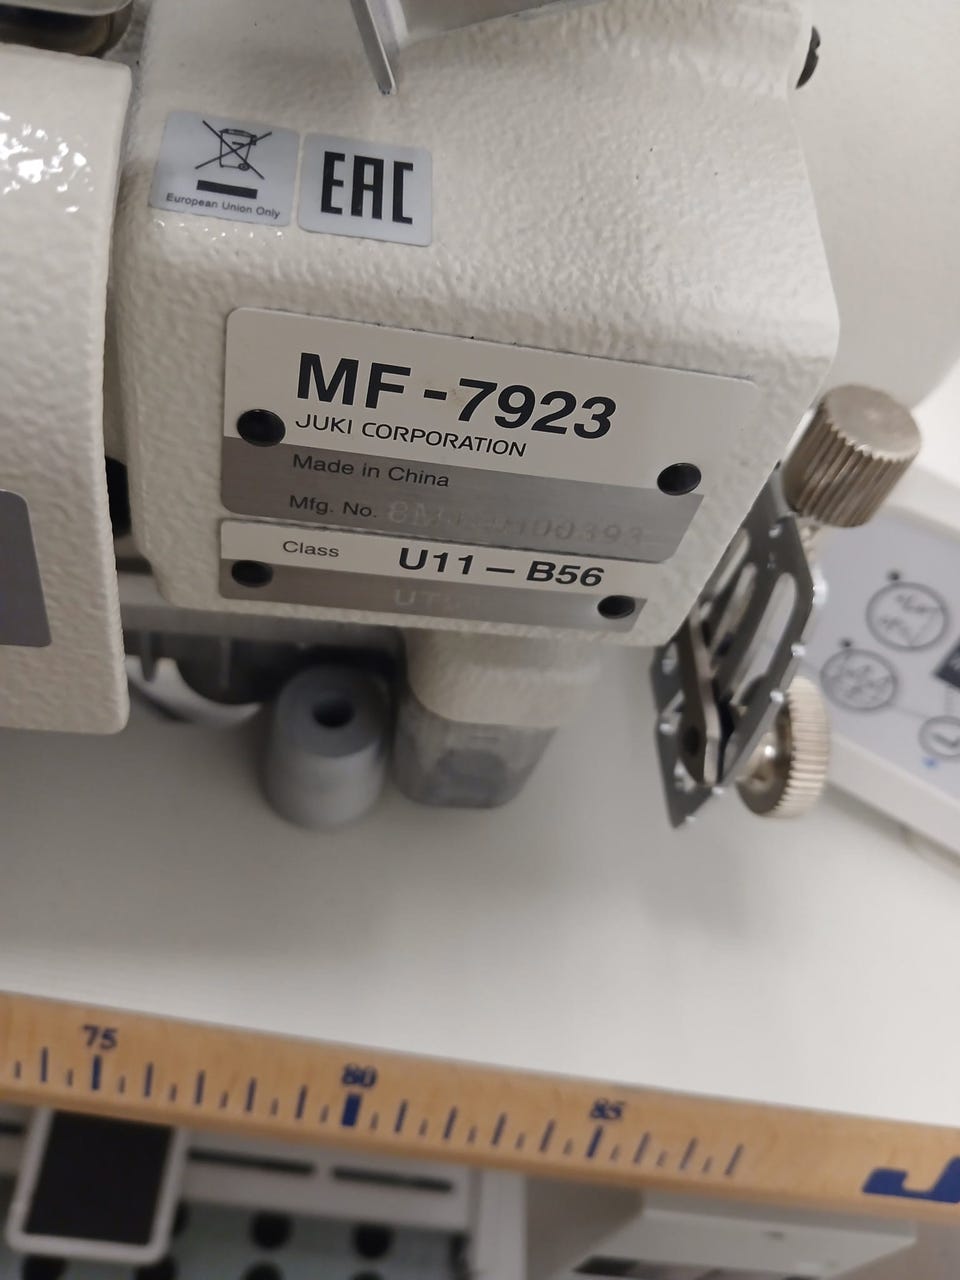 European Union Only
EAC
MF-7923
JUKI CORPORATION
Made in China
Mfg. No.
Class U11-B56
75 80 85
J